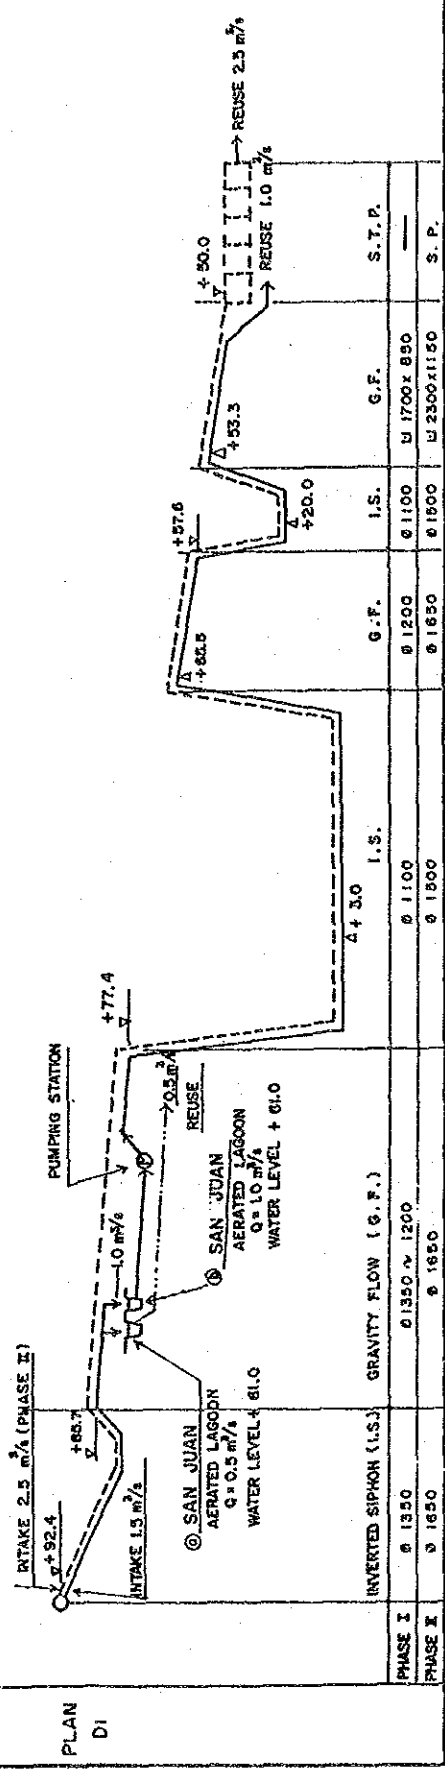 PLAN
D1
INTAKE 2.5 m³/s (PHASE II)
+92.4
INTAKE 1.5 m³/s
+85.7
1.0 m³/s
PUMPING STATION
P
+77.4
0.5 m³/s
REUSE
ⓞ SAN JUAN
AERATED LAGOON
Q = 0.5 m³/s
WATER LEVEL + 61.0
ⓑ SAN JUAN
AERATED LAGOON
Q = 1.0 m³/s
WATER LEVEL + 61.0
+ 3.0
+57.6
+20.0
+53.3
+ 50.0
REUSE 1.0 m³/s
REUSE 2.5 m³/s
INVERTED SIPHON (I.S.) GRAVITY FLOW (G.F.) I.S. G.F. I.S. G.F. S.T.P.
PHASE I ø 1350 ø 1350 ~ 1200 ø 1100 ø 1200 ø 1100 ⊔ 1700 x 850 —
PHASE II ø 1650 ø 1650 ø 1500 ø 1650 ø 1500 ⊔ 2300 x 1150 S.P.